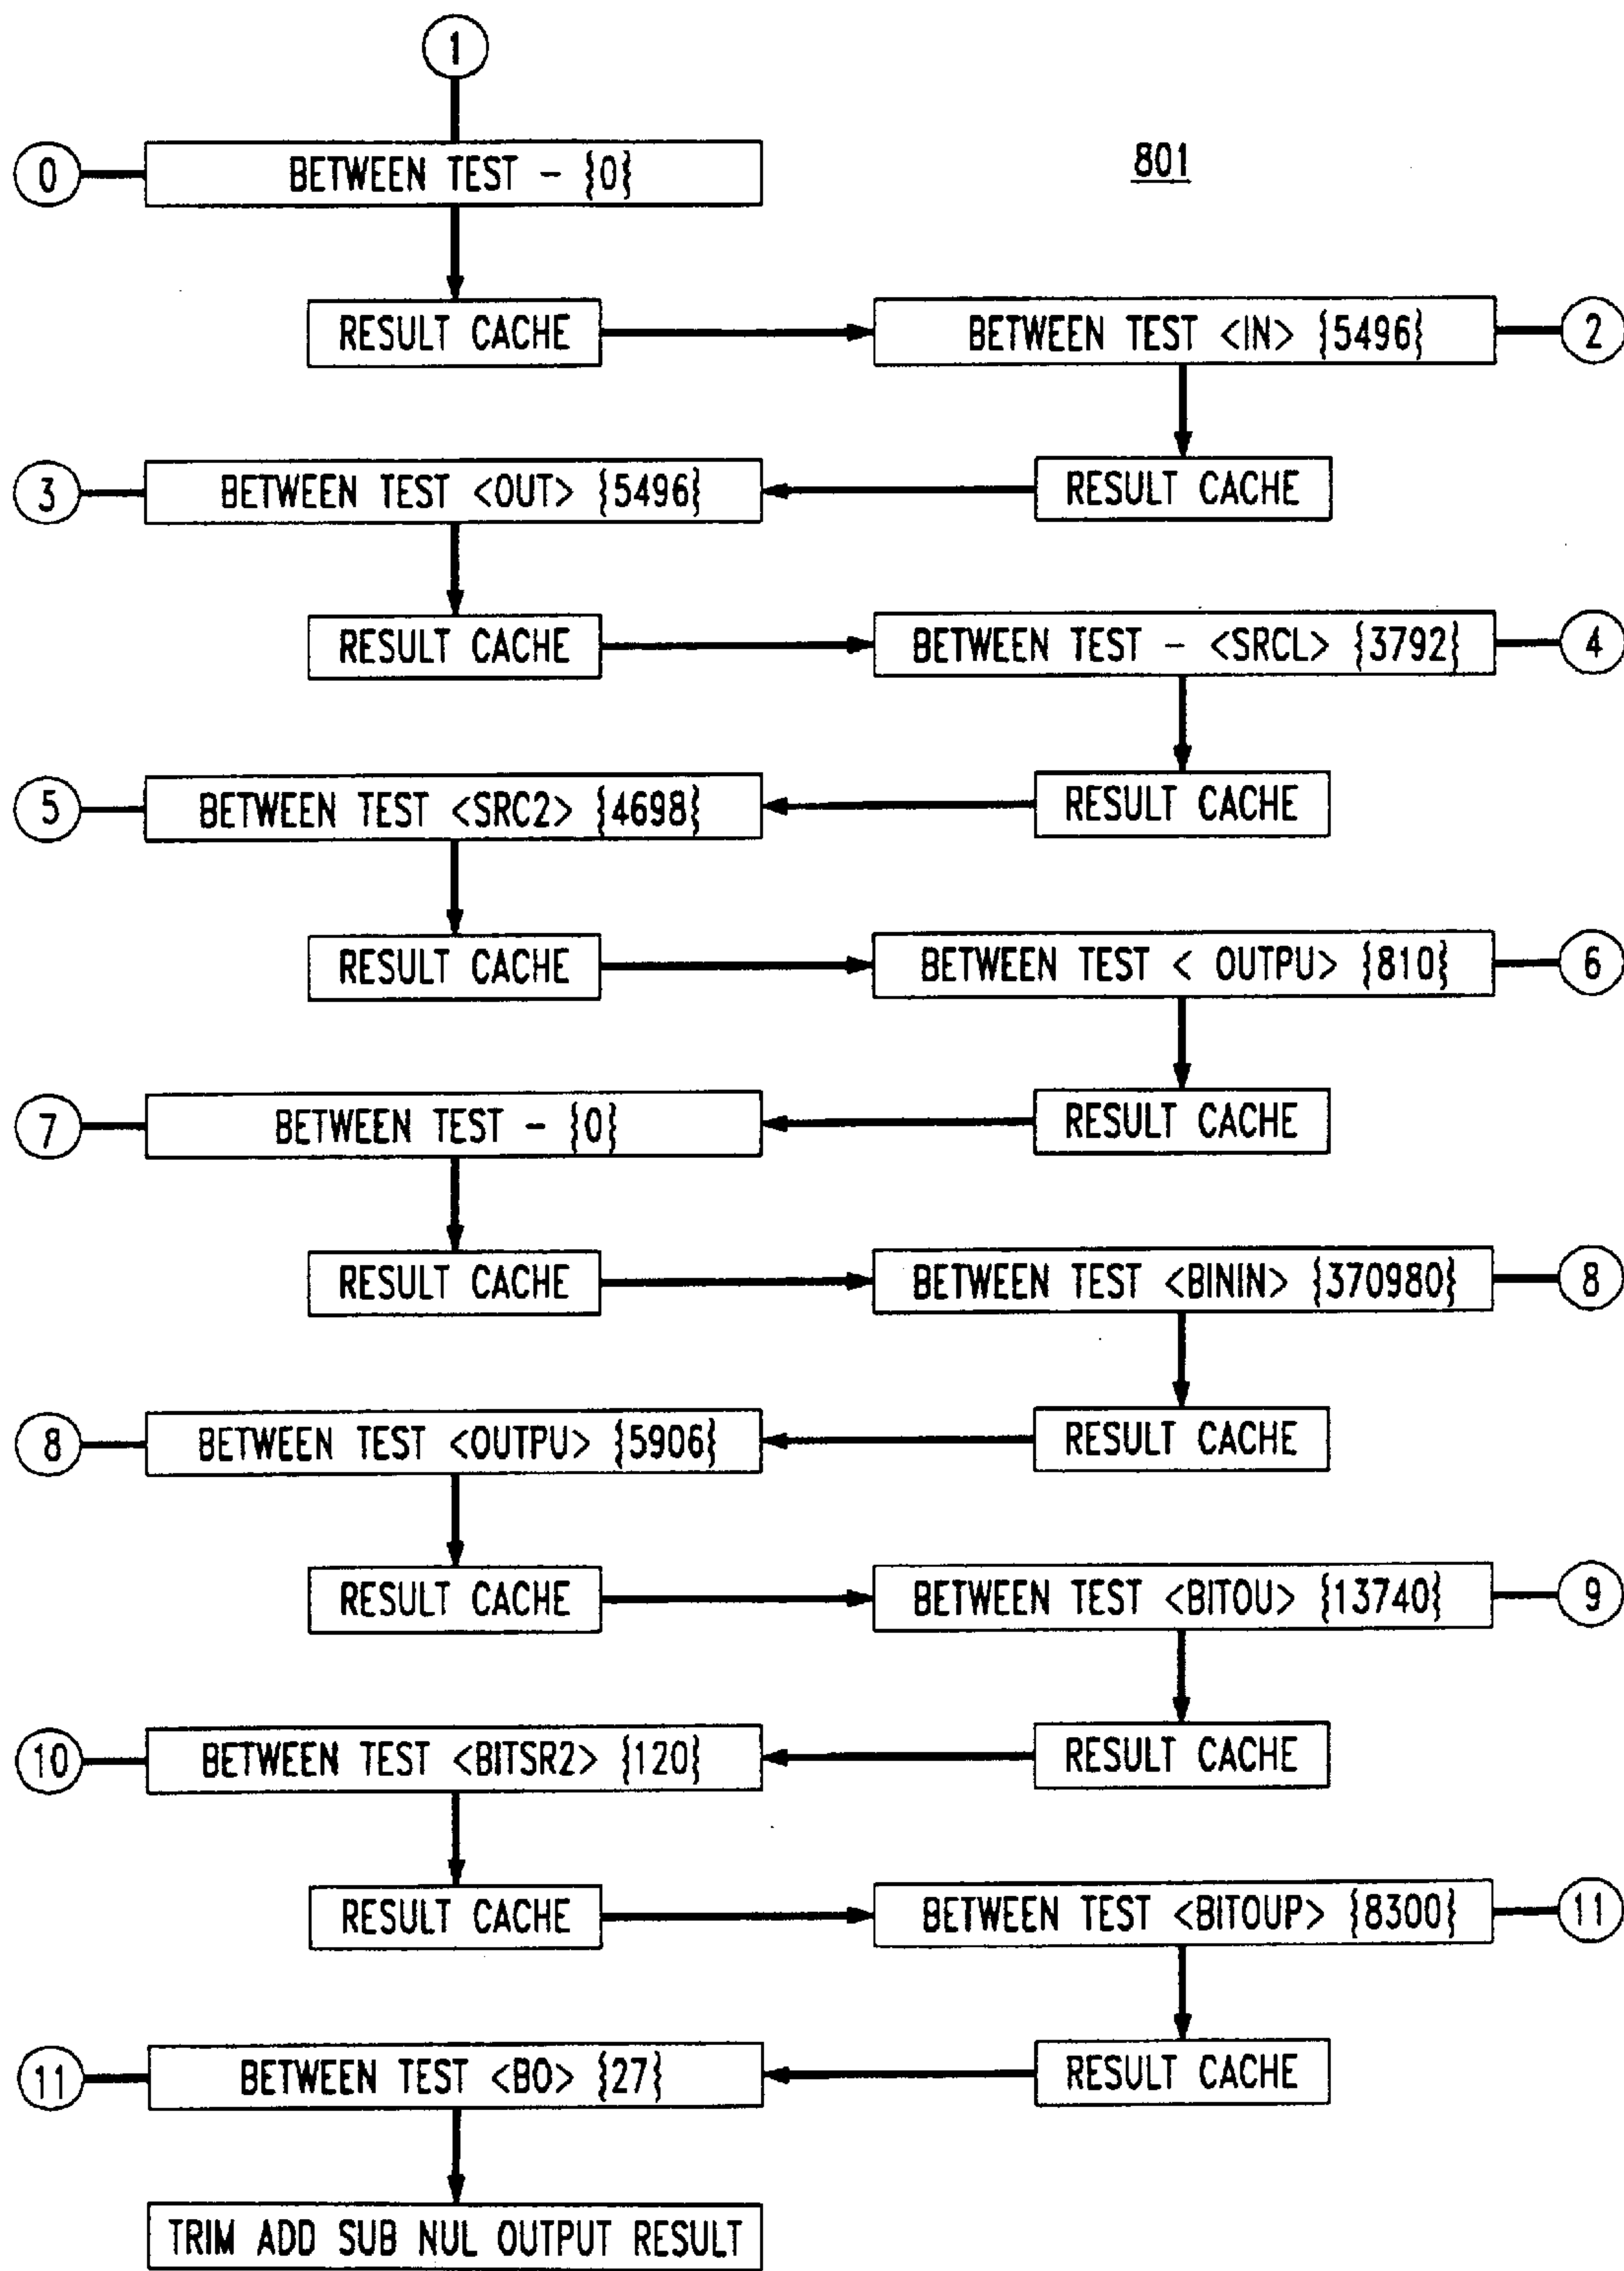 1
0
BETWEEN TEST - {0}
801
RESULT CACHE
BETWEEN TEST <IN> {5496}
2
3
BETWEEN TEST <OUT> {5496}
RESULT CACHE
RESULT CACHE
BETWEEN TEST - <SRCL> {3792}
4
5
BETWEEN TEST <SRC2> {4698}
RESULT CACHE
RESULT CACHE
BETWEEN TEST < OUTPU> {810}
6
7
BETWEEN TEST - {0}
RESULT CACHE
RESULT CACHE
BETWEEN TEST <BININ> {370980}
8
8
BETWEEN TEST <OUTPU> {5906}
RESULT CACHE
RESULT CACHE
BETWEEN TEST <BITOU> {13740}
9
10
BETWEEN TEST <BITSR2> {120}
RESULT CACHE
RESULT CACHE
BETWEEN TEST <BITOUP> {8300}
11
11
BETWEEN TEST <BO> {27}
RESULT CACHE
TRIM ADD SUB NUL OUTPUT RESULT